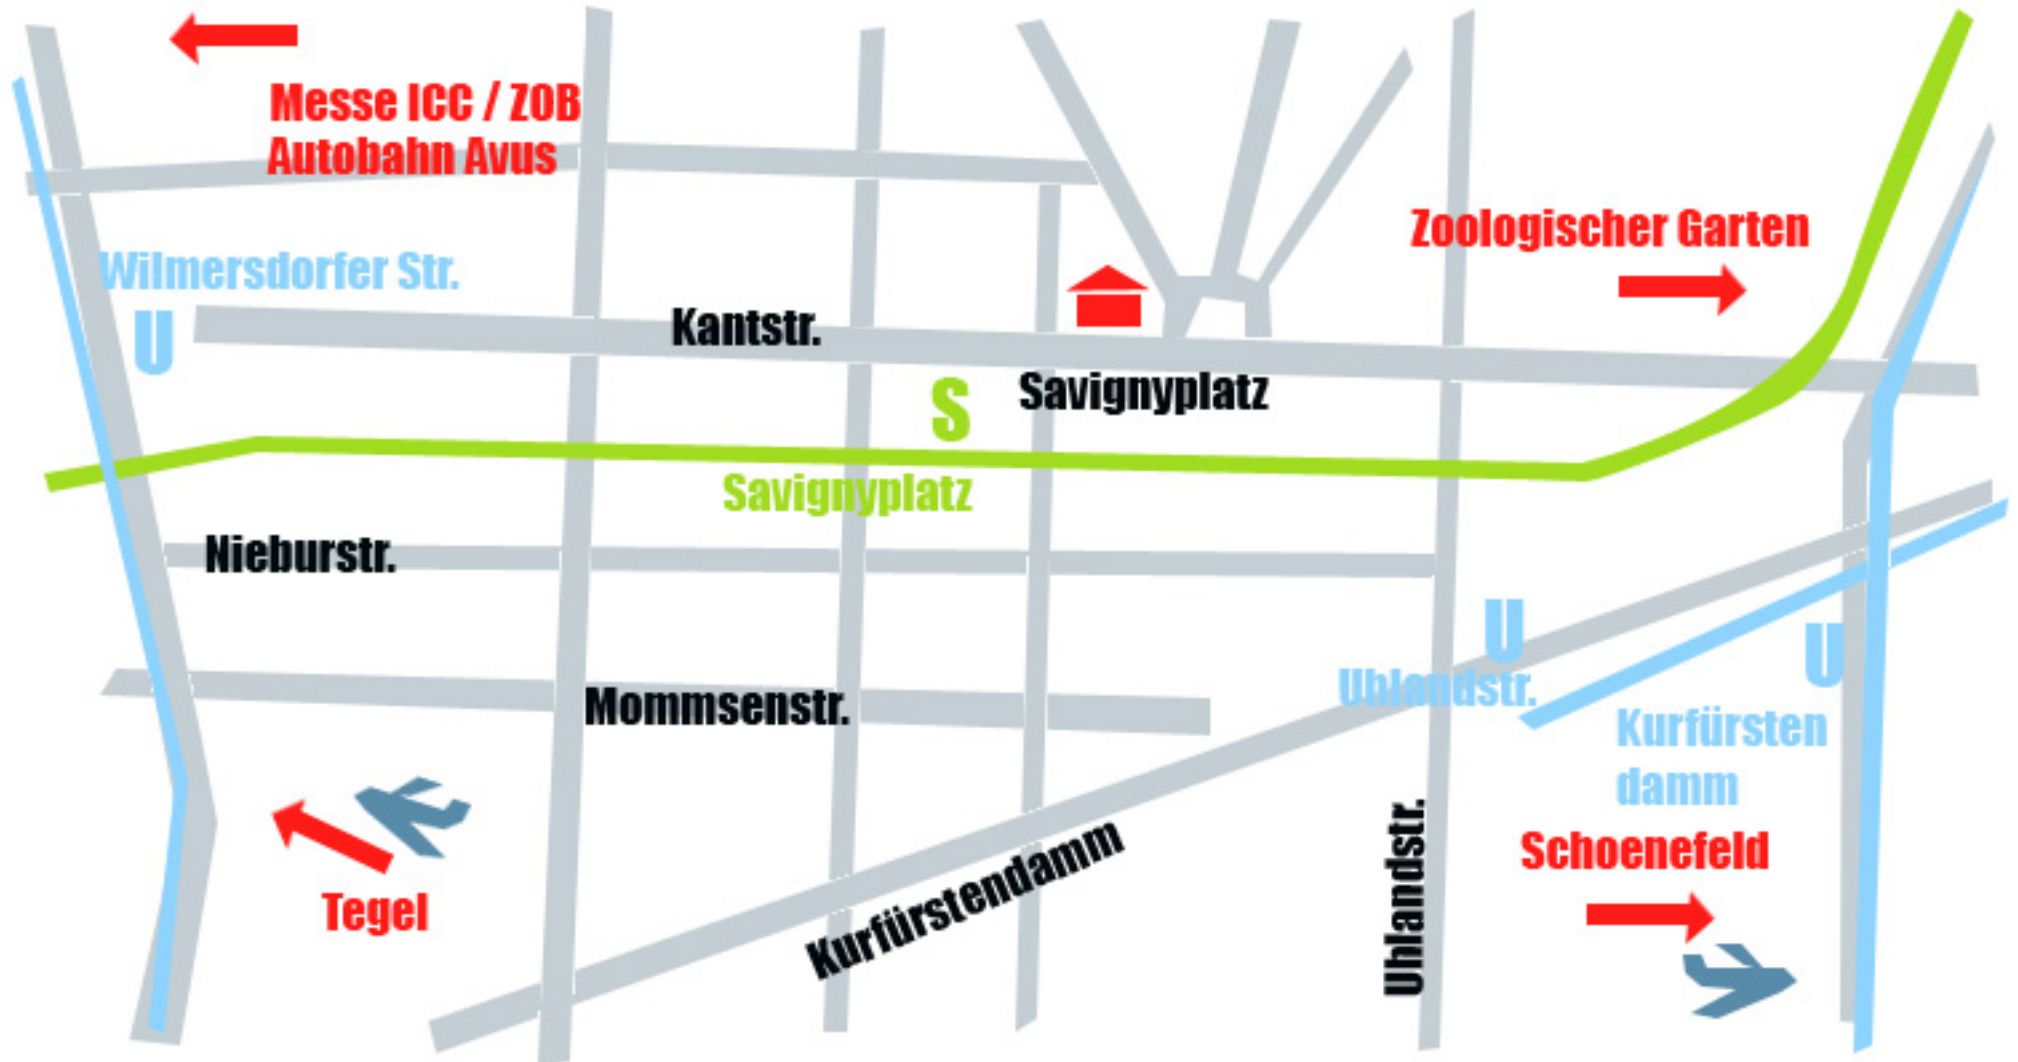 Messe ICC / ZOB
Autobahn Avus
Zoologischer Garten
Wilmersdorfer Str.
U
Kantstr.
S
Savignyplatz
Savignyplatz
Nieburstr.
U
Uhlandstr.
U
Kurfürsten
damm
Mommsenstr.
Tegel
Kurfürstendamm
Uhlandstr.
Schoenefeld